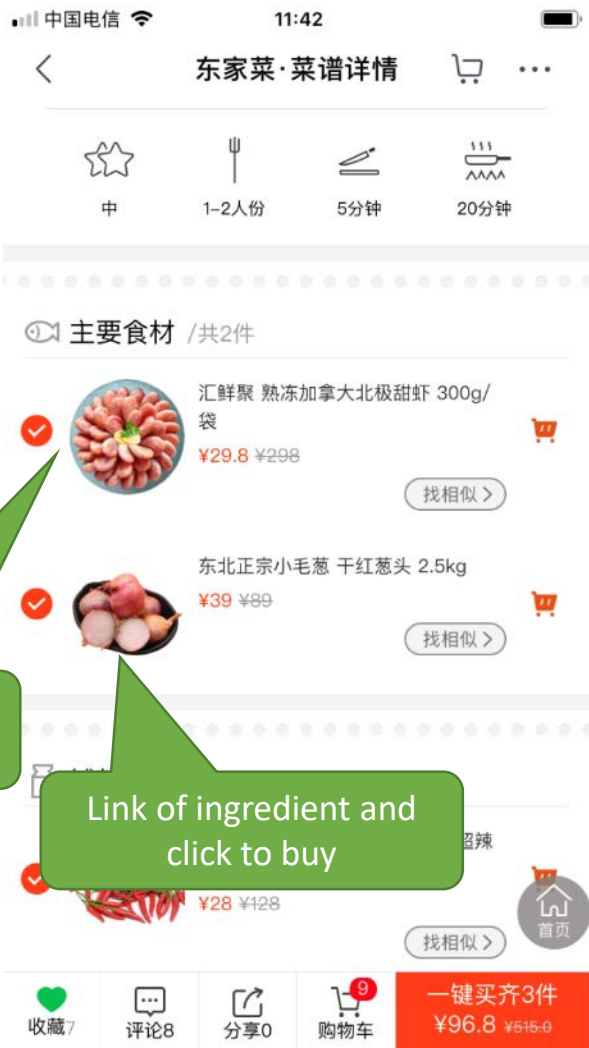 中国电信 11:42
东家菜·菜谱详情
中 1-2人份 5分钟 20分钟
主要食材 /共2件
汇鲜聚 熟冻加拿大北极甜虾 300g/
袋
¥29.8 ¥298
找相似 >
东北正宗小毛葱 干红葱头 2.5kg
¥39 ¥89
找相似 >
Link of ingredient and
click to buy
超辣
¥28 ¥128
首页
找相似 >
9
一键买齐3件
收藏7 评论8 分享0 购物车 ¥96.8 ¥515.0